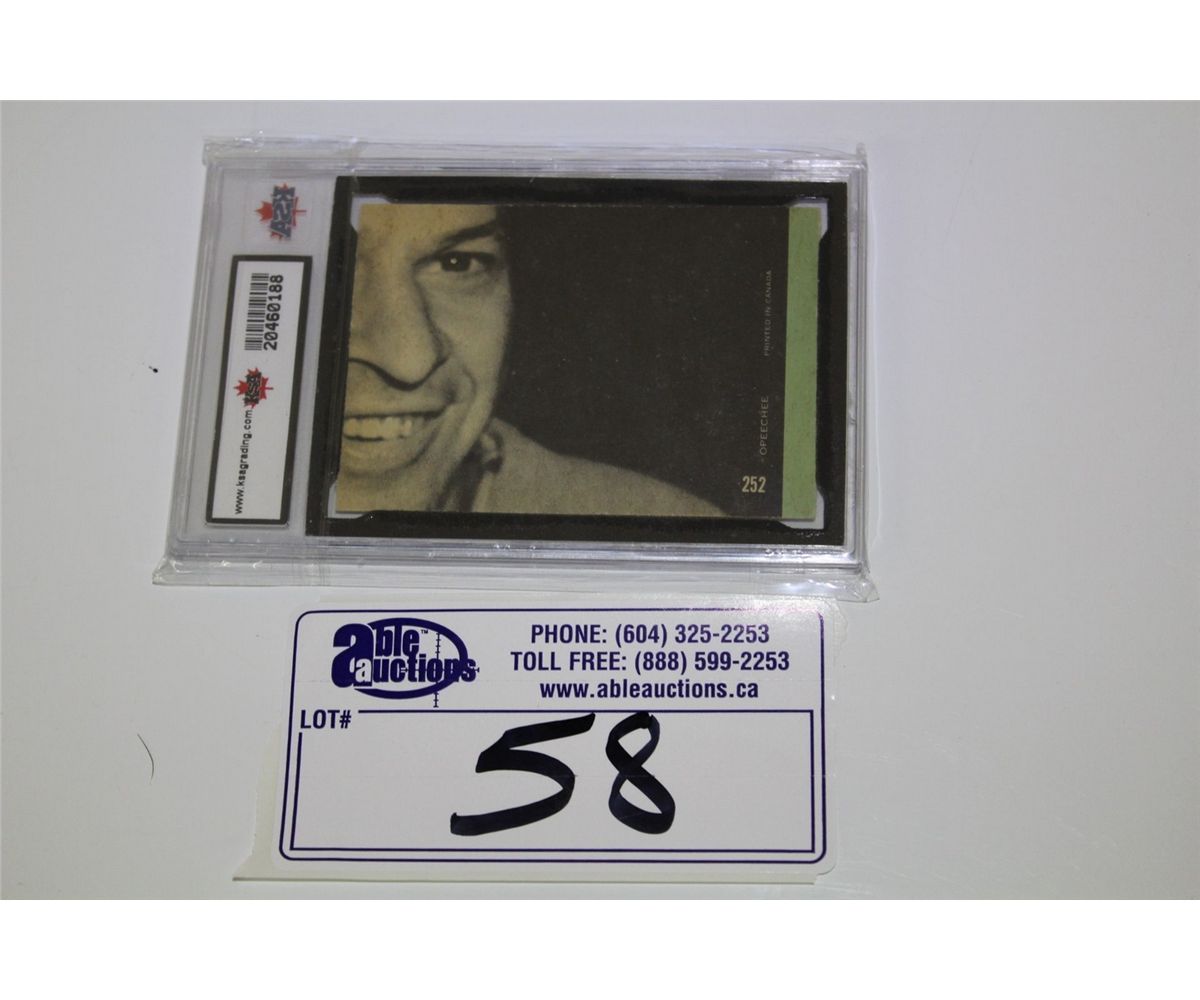 KSA
20460188
www.ksagrading.com KSA
OPEECHEE
PRINTED IN CANADA
252
able™ auctions
PHONE: (604) 325-2253
TOLL FREE: (888) 599-2253
www.ableauctions.ca
LOT#
58